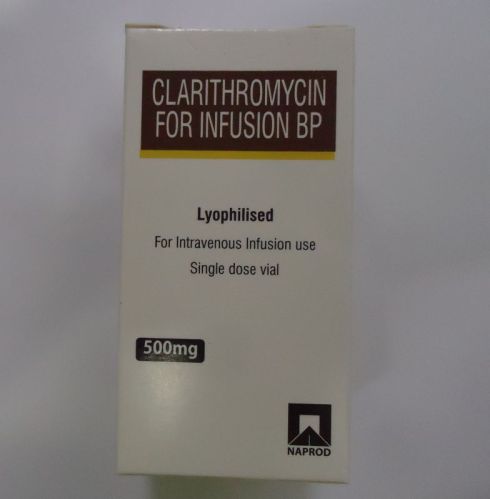 CLARITHROMYCIN
FOR INFUSION BP
Lyophilised
For Intravenous Infusion use
Single dose vial
500mg
NAPROD